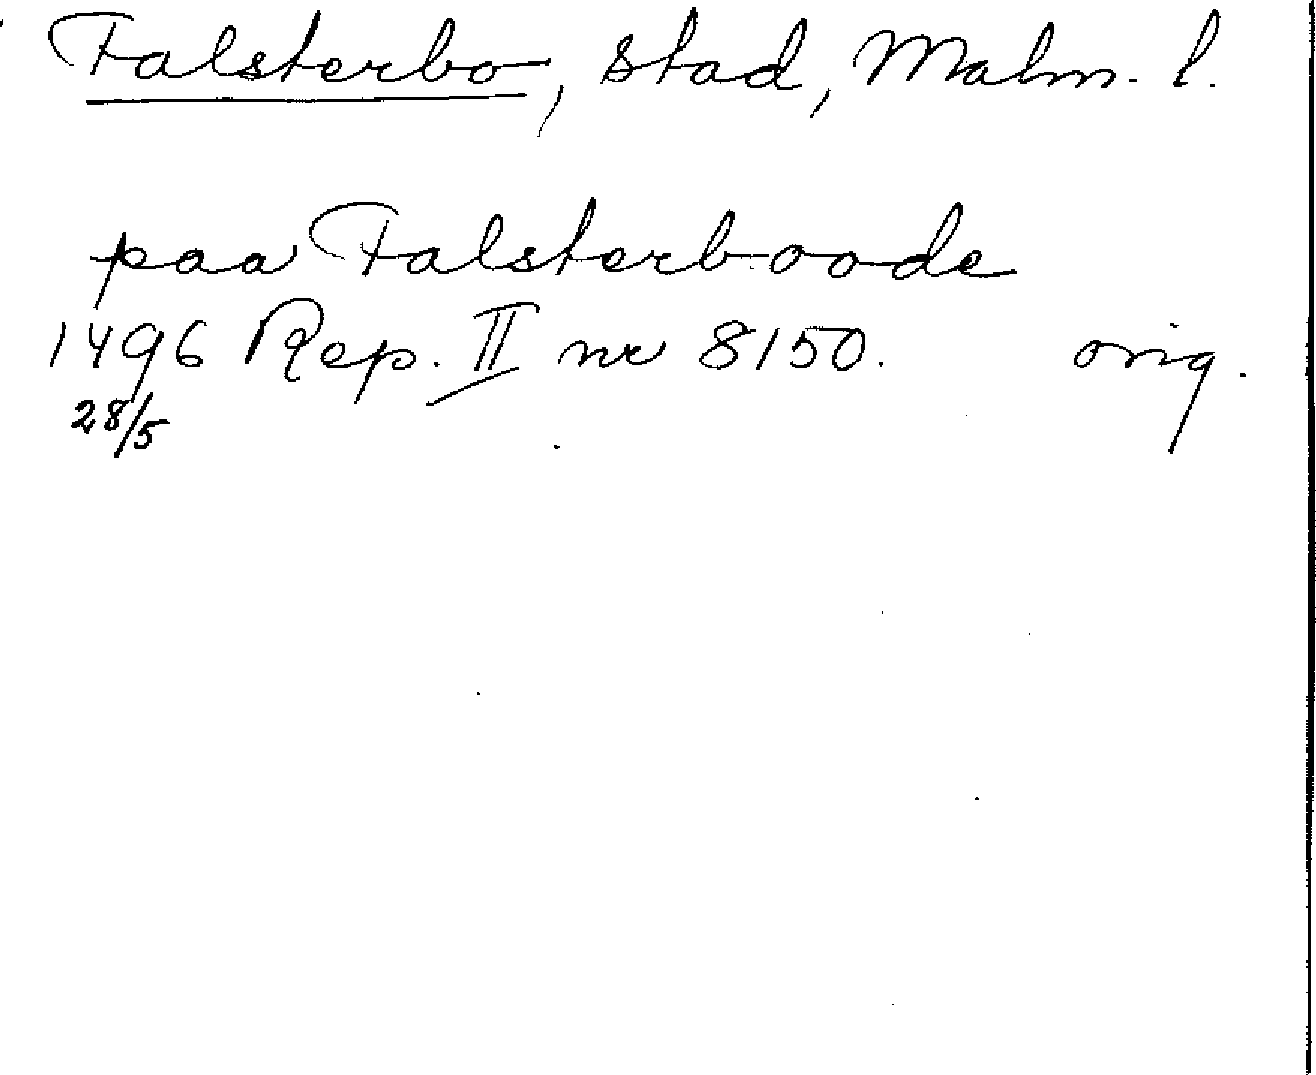 Falsterbo, stad, Malm. l.
paa Falsterboode
1496 Rep. II nr 8150. orig.
28/5